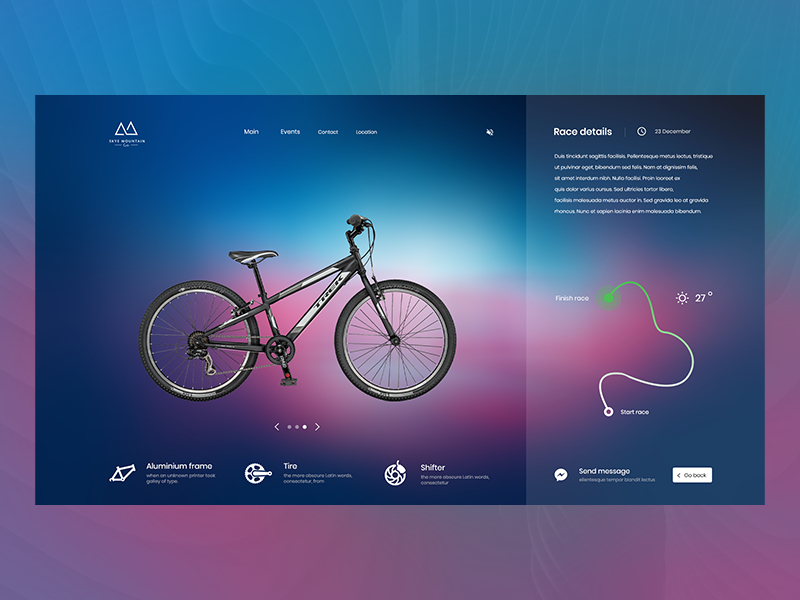 SKYE MOUNTAIN
Main
Events
Contact
Location
TREK
Aluminium frame
when an unknown printer took
galley of type.
Tire
the more obscure Latin words,
consectetur, from
Shifter
the more obscure Latin words,
consectetur
Race details
23 December
Duis tincidunt sagittis facilisis. Pellentesque metus lectus, tristique
ut pulvinar eget, bibendum sed felis. Nam at dignissim felis,
sit amet interdum nibh. Nulla facilisi. Proin laoreet ex
quis dolor varius cursus. Sed ultricies tortor libero,
facilisis malesuada metus auctor in. Sed gravida leo at gravida
rhoncus. Nunc et sapien lacinia enim malesuada bibendum.
Finish race
27°
Start race
Send message
ellentesque tempor blandit lectus
Go back